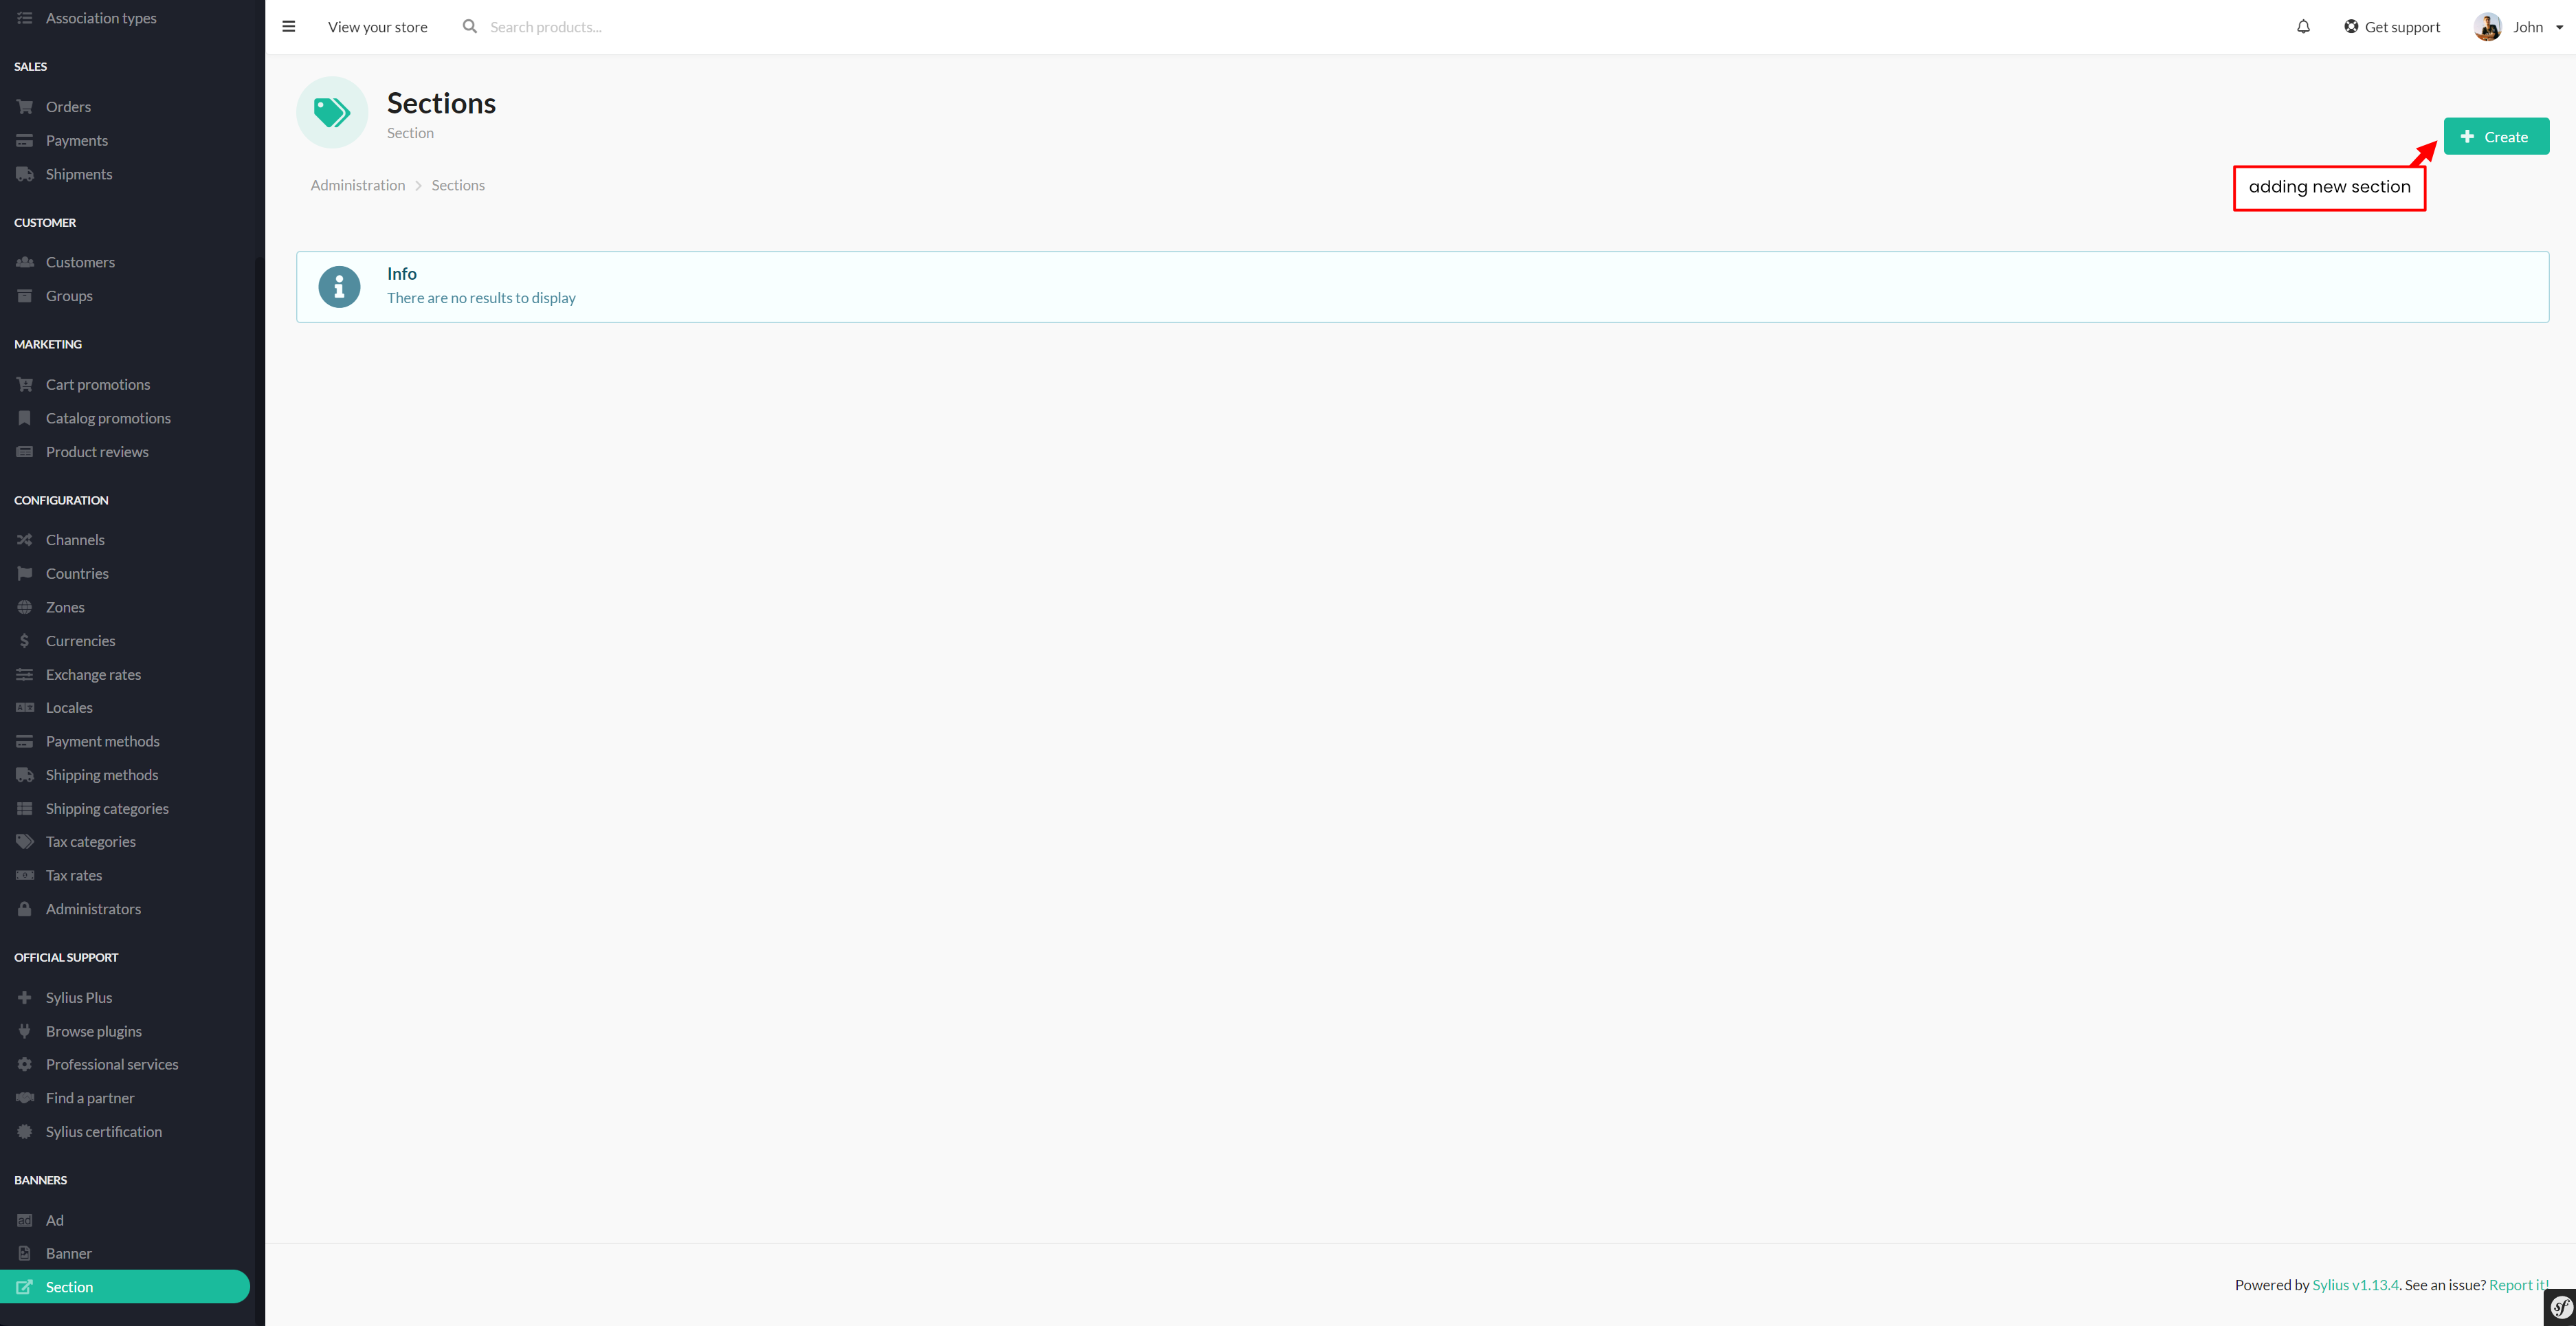 Association types
SALES
Orders
Payments
Shipments
CUSTOMER
Customers
Groups
MARKETING
Cart promotions
Catalog promotions
Product reviews
CONFIGURATION
Channels
Countries
Zones
Currencies
Exchange rates
Locales
Payment methods
Shipping methods
Shipping categories
Tax categories
Tax rates
Administrators
OFFICIAL SUPPORT
Sylius Plus
Browse plugins
Professional services
Find a partner
Sylius certification
BANNERS
Ad
Banner
Section
View your store
Search products...
Get support
John
Sections
Section
Create
adding new section
Administration > Sections
Info
There are no results to display
Powered by Sylius v1.13.4. See an issue? Report it!